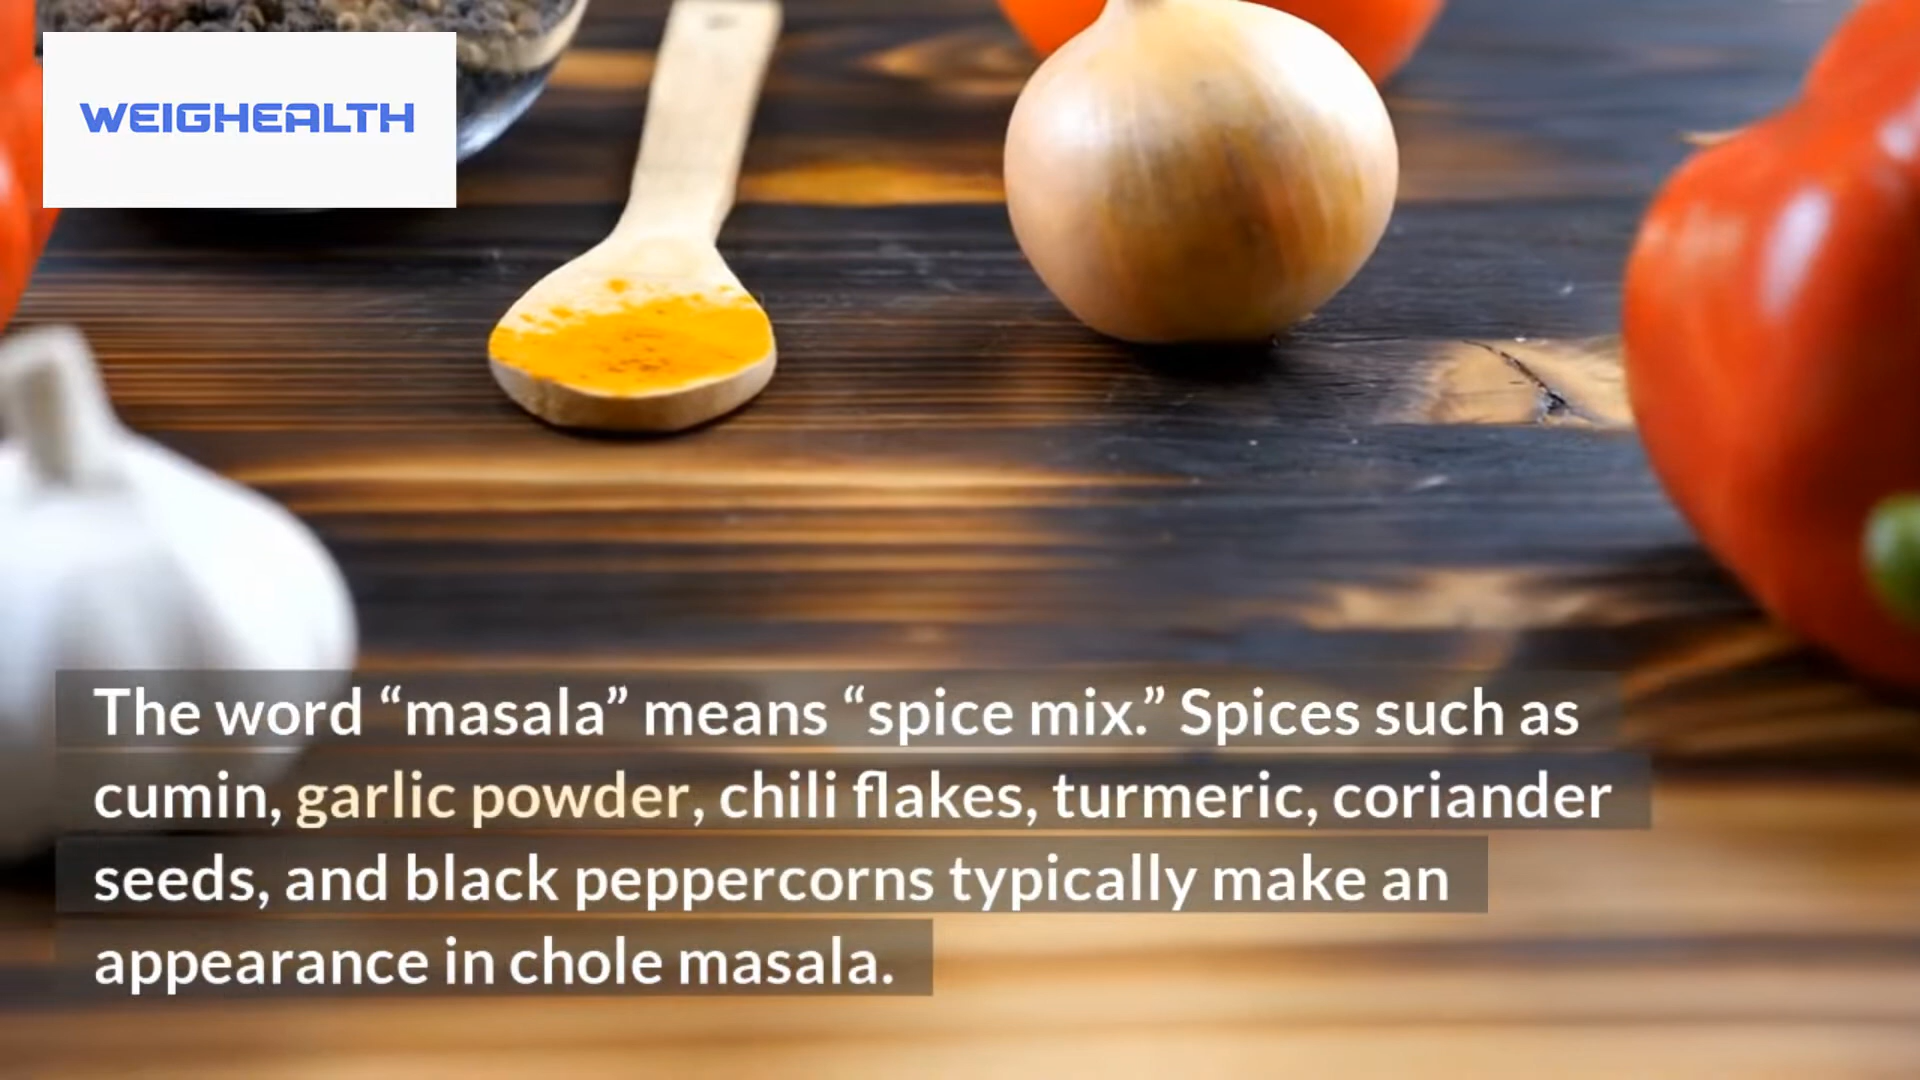 WEIGHEALTH
The word “masala” means “spice mix.” Spices such as
cumin, garlic powder, chili flakes, turmeric, coriander
seeds, and black peppercorns typically make an
appearance in chole masala.